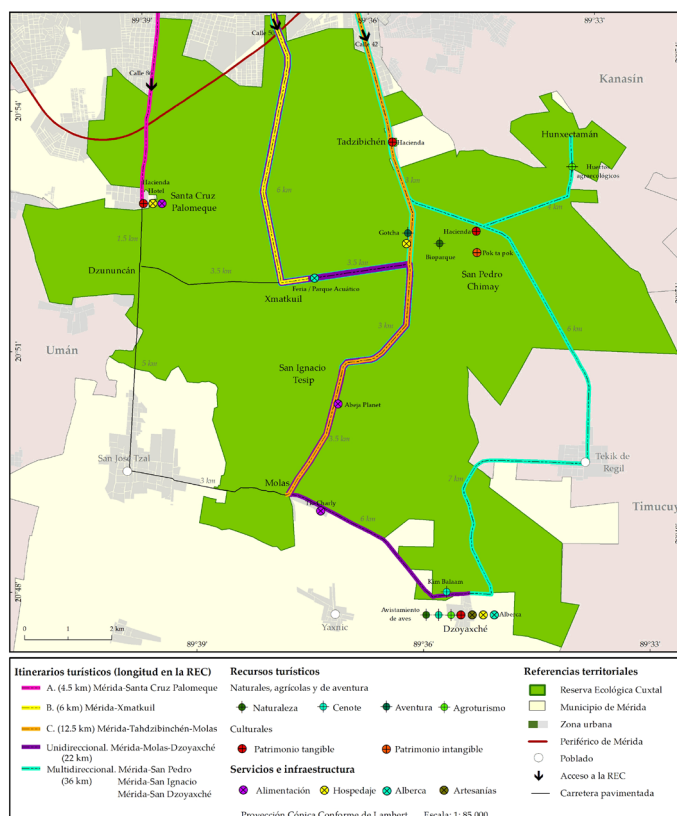 89°39'
89°36'
89°33'
Calle 50
Calle 42
Calle 86
Kanasin
20°54'
Tadzibichén
Hacienda
Hunxectamán
Huertos
agroecológicos
Hacienda
Hotel
Santa Cruz
Palomeque
6 km
5 km
Gotcha
Hacienda
Bioparque
Pok ta pok
San Pedro
Chimay
1.5 km
Dzununcán
3.5 km
3.5 km
Feria / Parque Acuático
Xmatkuil
3 km
6 km
20°51'
Umán
5 km
San Ignacio
Tesip
Abeja Planet
3.5 km
San José Tzal
3 km
Molas
Tekik de
Regil
7 km
Timucuy
6 km
20°48'
Kim Balaam
Yaxnic
Avistamiento
de aves
Dzoyaxché
Alberca
0 1 2 km
89°39'
89°36'
89°33'
Itinerarios turísticos (longitud en la REC)
A. (4.5 km) Mérida-Santa Cruz Palomeque
B. (6 km) Mérida-Xmatkuil
C. (12.5 km) Mérida-Tahdzibinchén-Molas
Unidireccional. Mérida-Molas-Dzoyaxché
(22 km)
Multidireccional. Mérida-San Pedro
(36 km) Mérida-San Ignacio
Mérida-San Dzoyaxché
Recursos turísticos
Naturales, agrícolas y de aventura
Naturaleza Cenote Aventura Agroturismo
Culturales
Patrimonio tangible Patrimonio intangible
Servicios e infraestructura
Alimentación Hospedaje Alberca Artesanías
Proyección Cónica Conforme de Lambert Escala: 1: 85 000
Referencias territoriales
Reserva Ecológica Cuxtal
Municipio de Mérida
Zona urbana
Periférico de Mérida
Poblado
Acceso a la REC
Carretera pavimentada